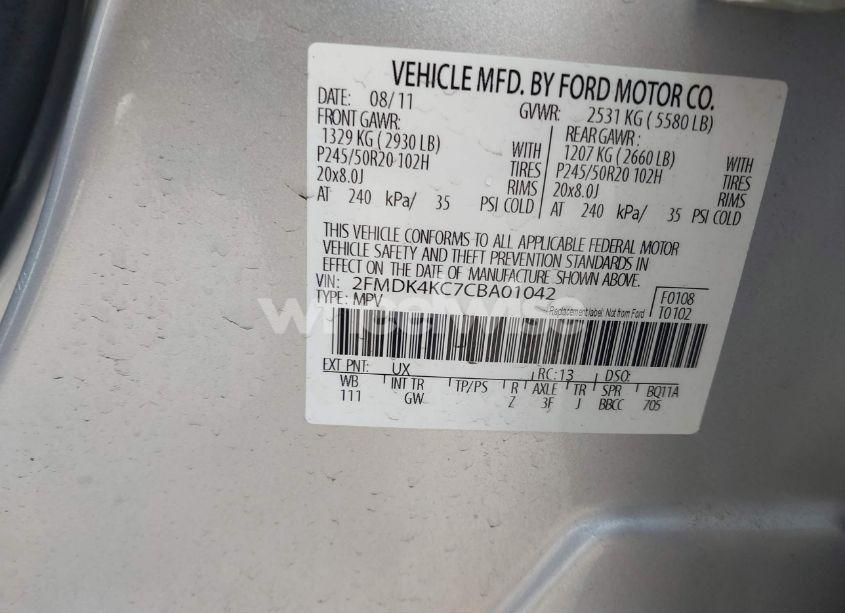 VEHICLE MFD. BY FORD MOTOR CO.
DATE: 08/11 GVWR: 2531 KG ( 5580 LB)
FRONT GAWR: REAR GAWR:
1329 KG ( 2930 LB) WITH 1207 KG ( 2660 LB) WITH
P245/50R20 102H TIRES P245/50R20 102H TIRES
20x8.0J RIMS 20x8.0J RIMS
AT 240 kPa/ 35 PSI COLD AT 240 kPa/ 35 PSI COLD
THIS VEHICLE CONFORMS TO ALL APPLICABLE FEDERAL MOTOR
VEHICLE SAFETY AND THEFT PREVENTION STANDARDS IN
EFFECT ON THE DATE OF MANUFACTURE SHOWN ABOVE.
VIN: 2FMDK4KC7CBA01042 F0108
TYPE: MPV Replacement label: Not from Ford T0102
EXT PNT: UX RC: 13 DSO:
WB INT TR TP/PS R AXLE TR SPR BQ11A
111 GW Z 3F J BBCC 705